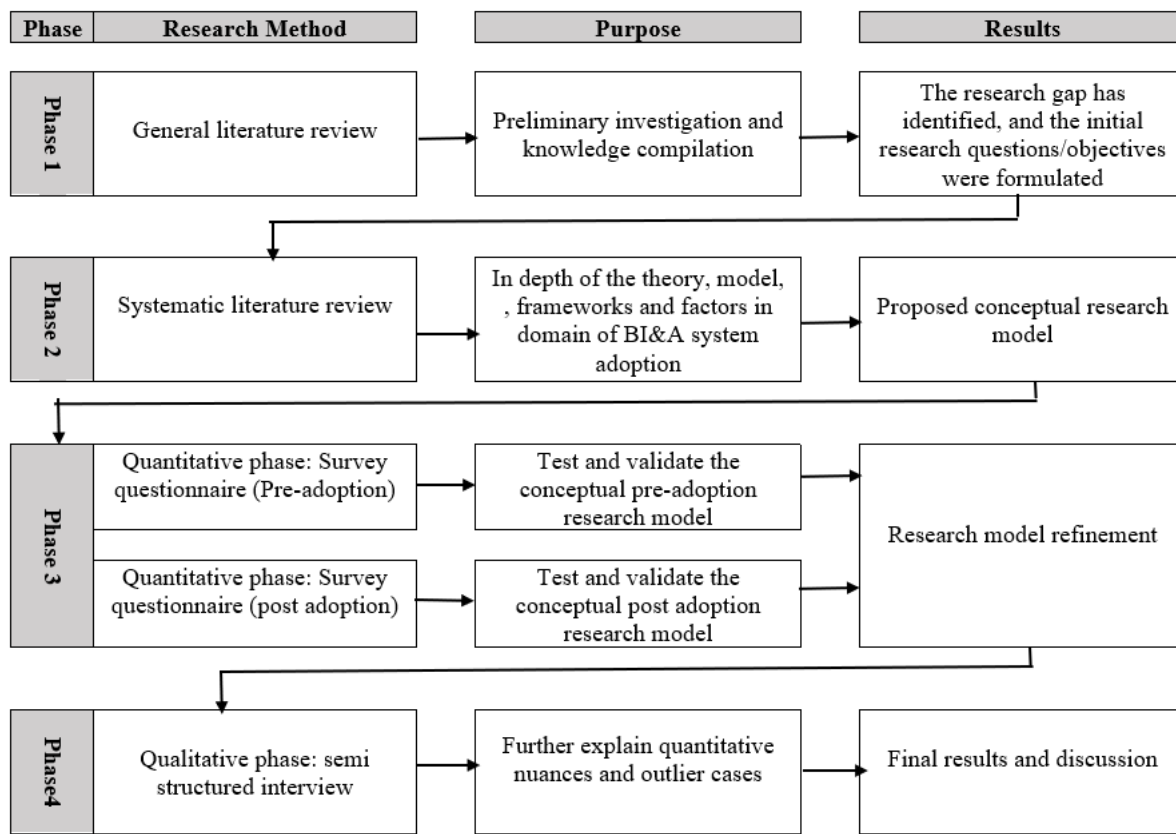 Phase
Research Method
Purpose
Results
Phase 1
General literature review
Preliminary investigation and
knowledge compilation
The research gap has
identified, and the initial
research questions/objectives
were formulated
Phase 2
Systematic literature review
In depth of the theory, model,
, frameworks and factors in
domain of BI&A system
adoption
Proposed conceptual research
model
Phase 3
Quantitative phase: Survey
questionnaire (Pre-adoption)
Test and validate the
conceptual pre-adoption
research model
Quantitative phase: Survey
questionnaire (post adoption)
Test and validate the
conceptual post adoption
research model
Research model refinement
Phase4
Qualitative phase: semi
structured interview
Further explain quantitative
nuances and outlier cases
Final results and discussion